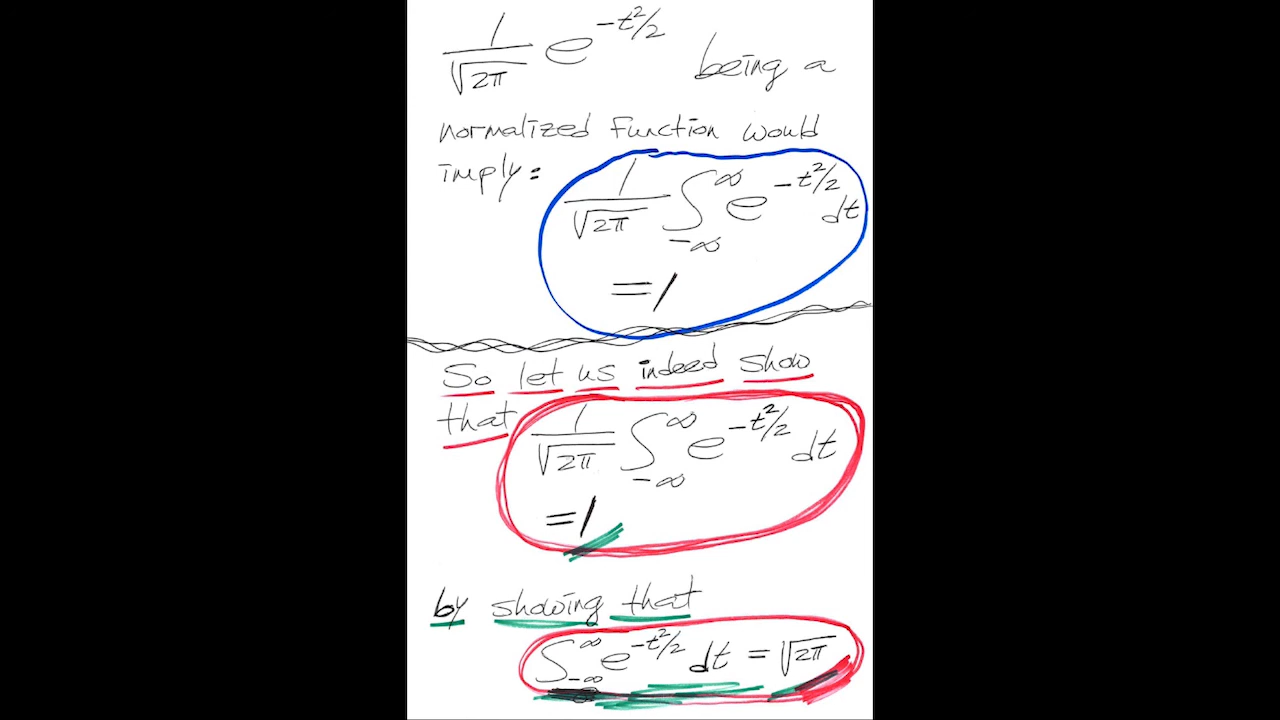 1/√2π e^-t²/2 being a
normalized function would
imply: 1/√2π ∫_-∞^∞ e^-t²/2 dt
=1
So let us indeed show
that 1/√2π ∫_-∞^∞ e^-t²/2 dt
=1
by showing that
∫_-∞^∞ e^-t²/2 dt = √2π